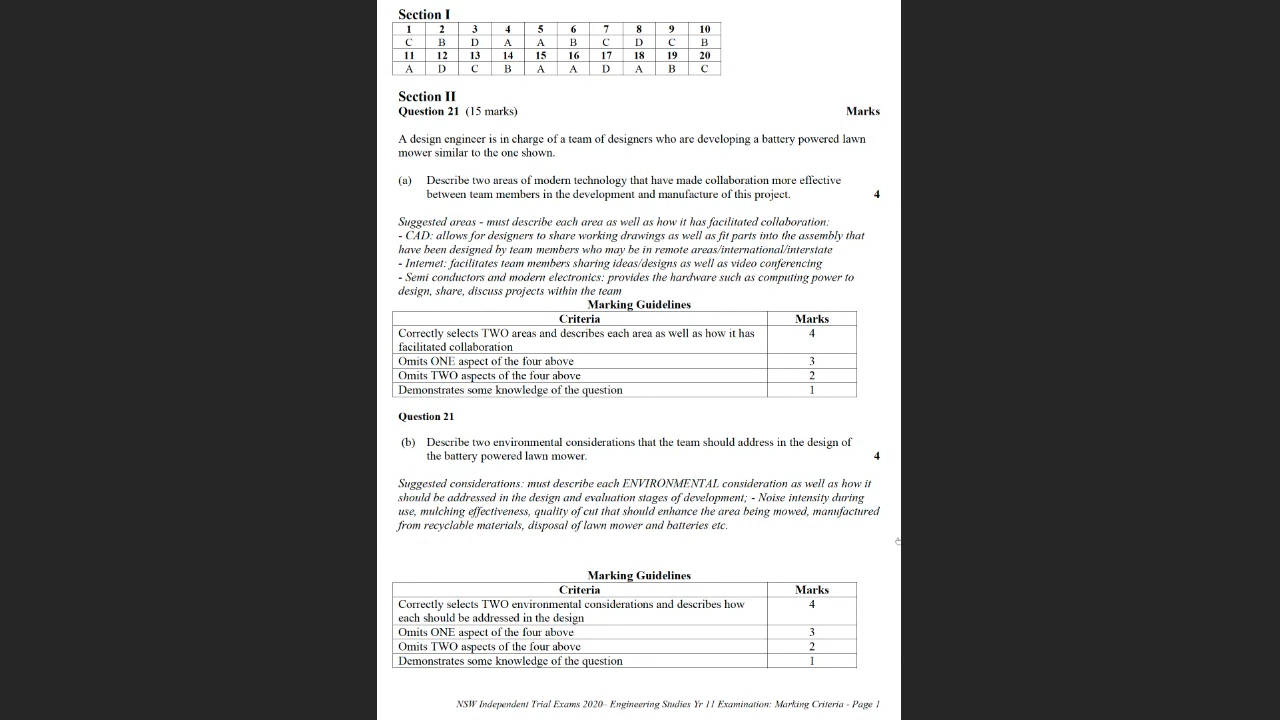 Section I
1 2 3 4 5 6 7 8 9 10
C B D A A B C D C B
11 12 13 14 15 16 17 18 19 20
A D C B A A D A B C
Section II
Question 21 (15 marks) Marks
A design engineer is in charge of a team of designers who are developing a battery powered lawn
mower similar to the one shown.
(a) Describe two areas of modern technology that have made collaboration more effective
between team members in the development and manufacture of this project. 4
Suggested areas - must describe each area as well as how it has facilitated collaboration:
- CAD: allows for designers to share working drawings as well as fit parts into the assembly that
have been designed by team members who may be in remote areas/international/interstate
- Internet: facilitates team members sharing ideas/designs as well as video conferencing
- Semi conductors and modern electronics: provides the hardware such as computing power to
design, share, discuss projects within the team
Marking Guidelines
Criteria Marks
Correctly selects TWO areas and describes each area as well as how it has 4
facilitated collaboration
Omits ONE aspect of the four above 3
Omits TWO aspects of the four above 2
Demonstrates some knowledge of the question 1
Question 21
(b) Describe two environmental considerations that the team should address in the design of
the battery powered lawn mower. 4
Suggested considerations: must describe each ENVIRONMENTAL consideration as well as how it
should be addressed in the design and evaluation stages of development; - Noise intensity during
use, mulching effectiveness, quality of cut that should enhance the area being mowed, manufactured
from recyclable materials, disposal of lawn mower and batteries etc.
Marking Guidelines
Criteria Marks
Correctly selects TWO environmental considerations and describes how 4
each should be addressed in the design
Omits ONE aspect of the four above 3
Omits TWO aspects of the four above 2
Demonstrates some knowledge of the question 1
NSW Independent Trial Exams 2020– Engineering Studies Yr 11 Examination: Marking Criteria - Page 1